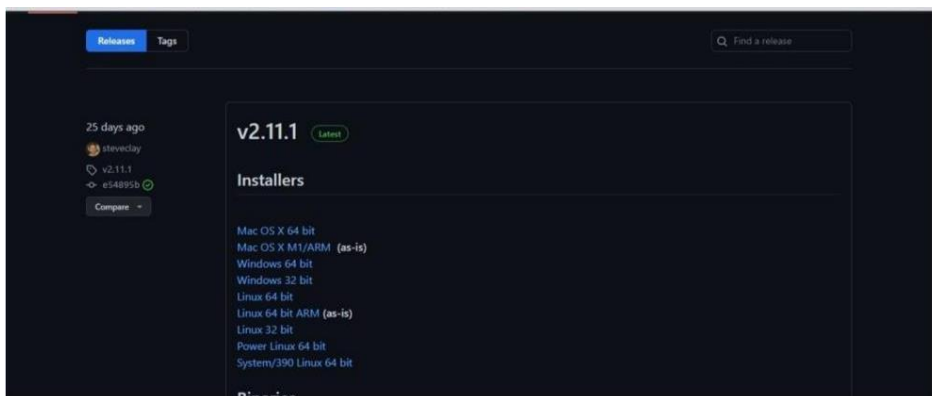 Releases Tags
Find a release
25 days ago
steveclay
v2.11.1
e54895b
Compare
v2.11.1 Latest
Installers
Mac OS X 64 bit
Mac OS X M1/ARM (as-is)
Windows 64 bit
Windows 32 bit
Linux 64 bit
Linux 64 bit ARM (as-is)
Linux 32 bit
Power Linux 64 bit
System/390 Linux 64 bit